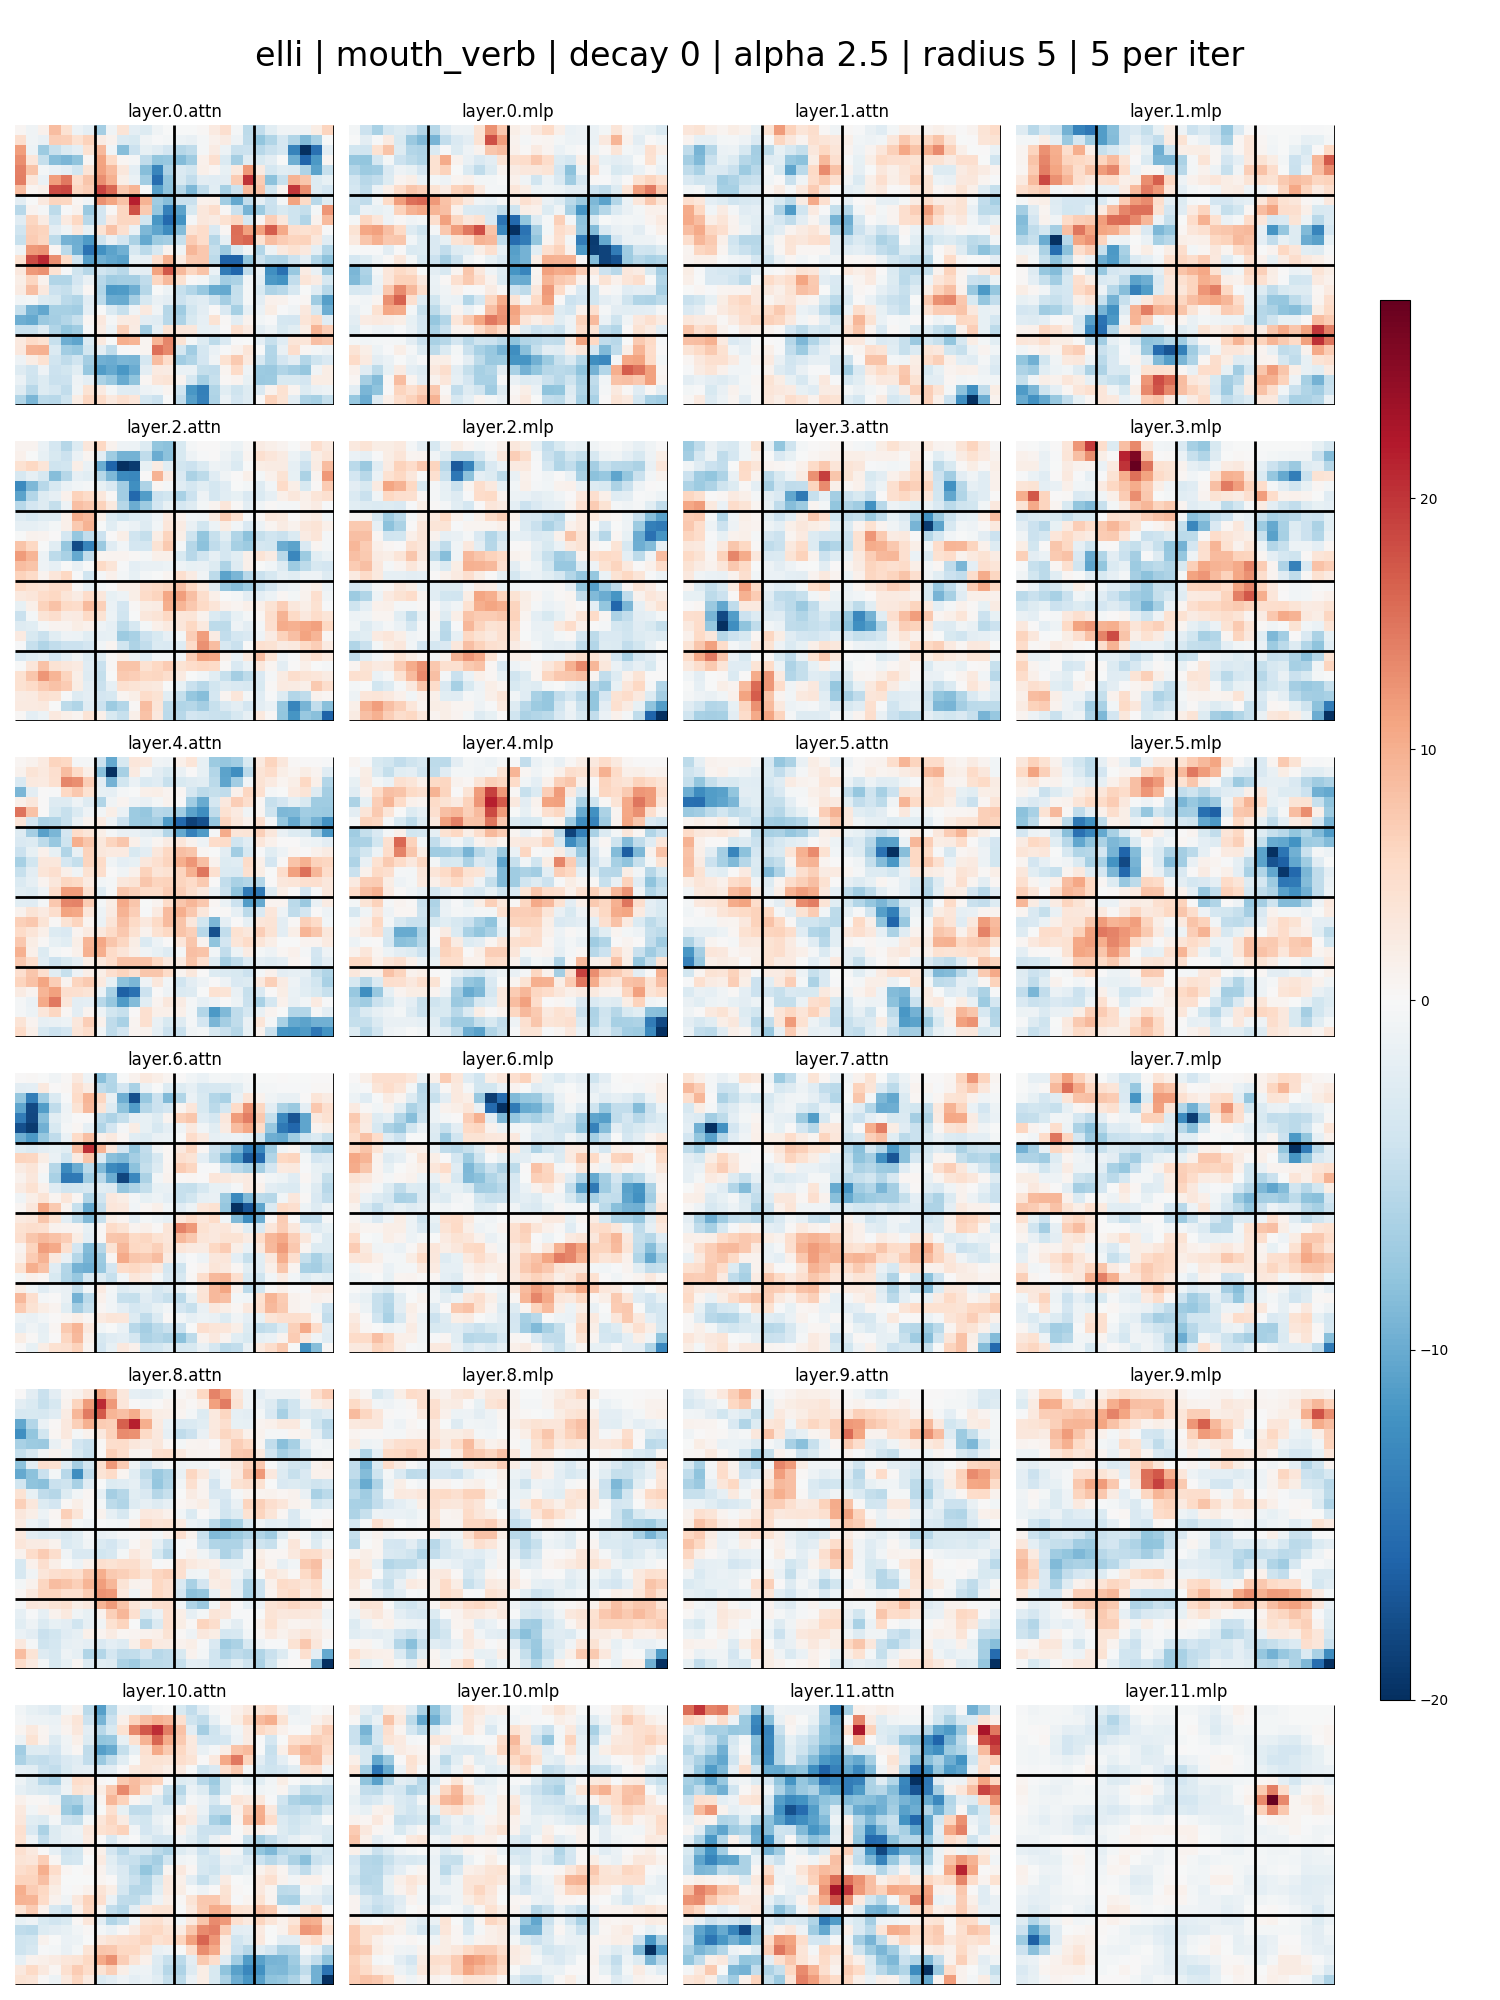 elli | mouth_verb | decay 0 | alpha 2.5 | radius 5 | 5 per iter
layer.0.attn
layer.0.mlp
layer.1.attn
layer.1.mlp
layer.2.attn
layer.2.mlp
layer.3.attn
layer.3.mlp
layer.4.attn
layer.4.mlp
layer.5.attn
layer.5.mlp
layer.6.attn
layer.6.mlp
layer.7.attn
layer.7.mlp
layer.8.attn
layer.8.mlp
layer.9.attn
layer.9.mlp
layer.10.attn
layer.10.mlp
layer.11.attn
layer.11.mlp
20
10
0
−10
−20